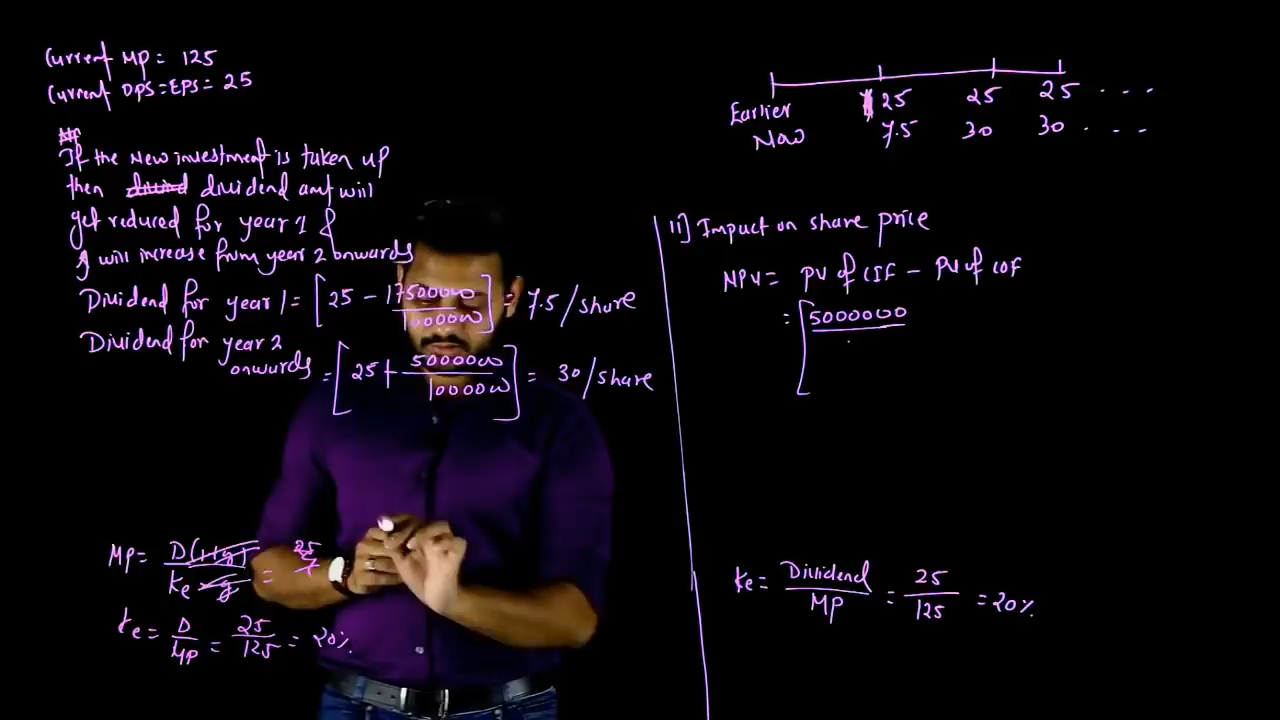 Current MP = 125
Current DPS = EPS = 25
If the New investment is taken up
then dividend amt will
get reduced for year 1 &
will increase from year 2 onwards
Dividend for year 1 = [25 - 17500000 / 1000000] = 7.5/share
Dividend for year 2
onwards = [25 + 5000000 / 1000000] = 30/share
MP = D(1+g) / Ke - g = 25
Ke = D / MP = 25 / 125 = 20%
Earlier 25 25 25 . . .
Now 7.5 30 30 . . .
ii] Impact on share price
NPV = PV of CIF - PV of COF
= [5000000
Ke = Dividend / MP = 25 / 125 = 20%.